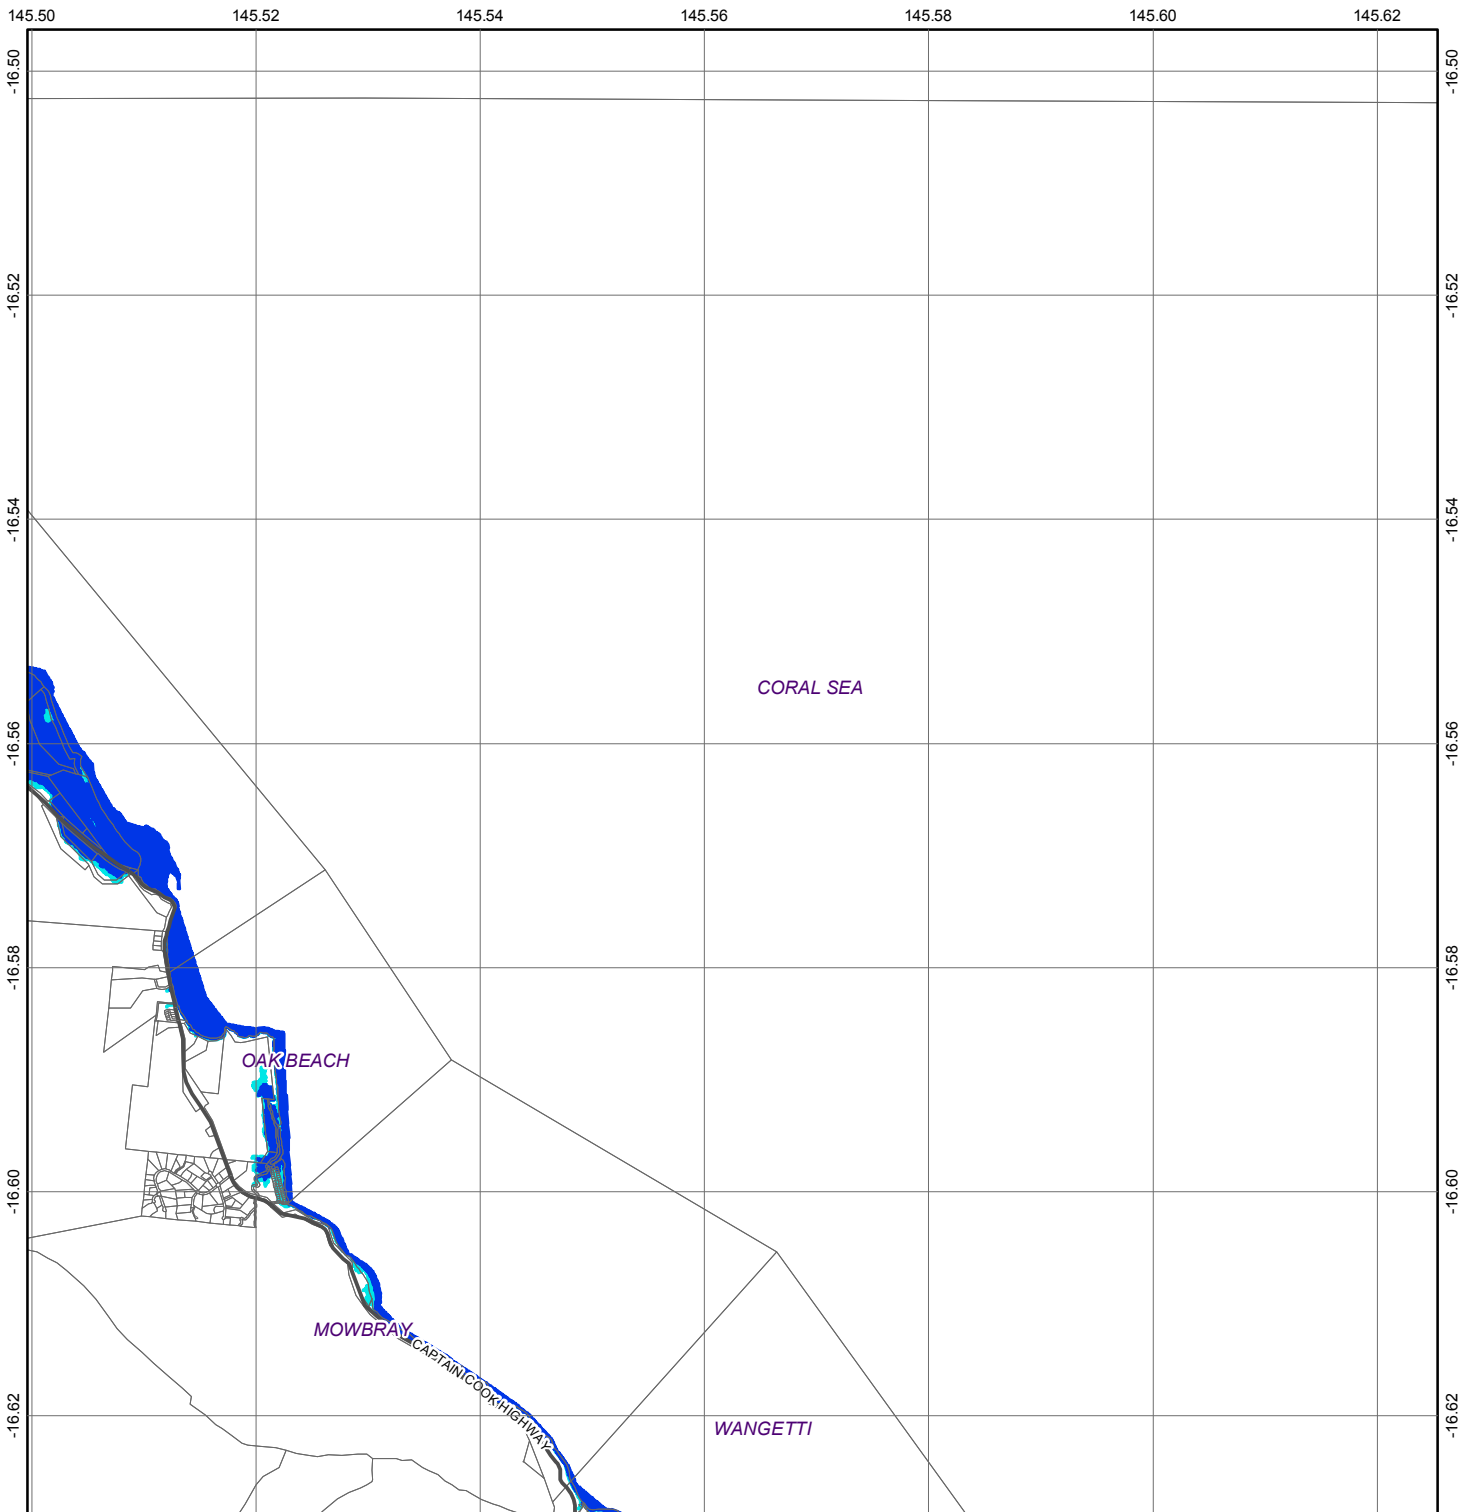 145.50 145.52 145.54 145.56 145.58 145.60 145.62
-16.50 -16.50
-16.52 -16.52
-16.54 -16.54
CORAL SEA
-16.56 -16.56
-16.58 -16.58
OAK BEACH
-16.60 -16.60
MOWBRAY
CAPTAIN COOK HIGHWAY
-16.62 -16.62
WANGETTI